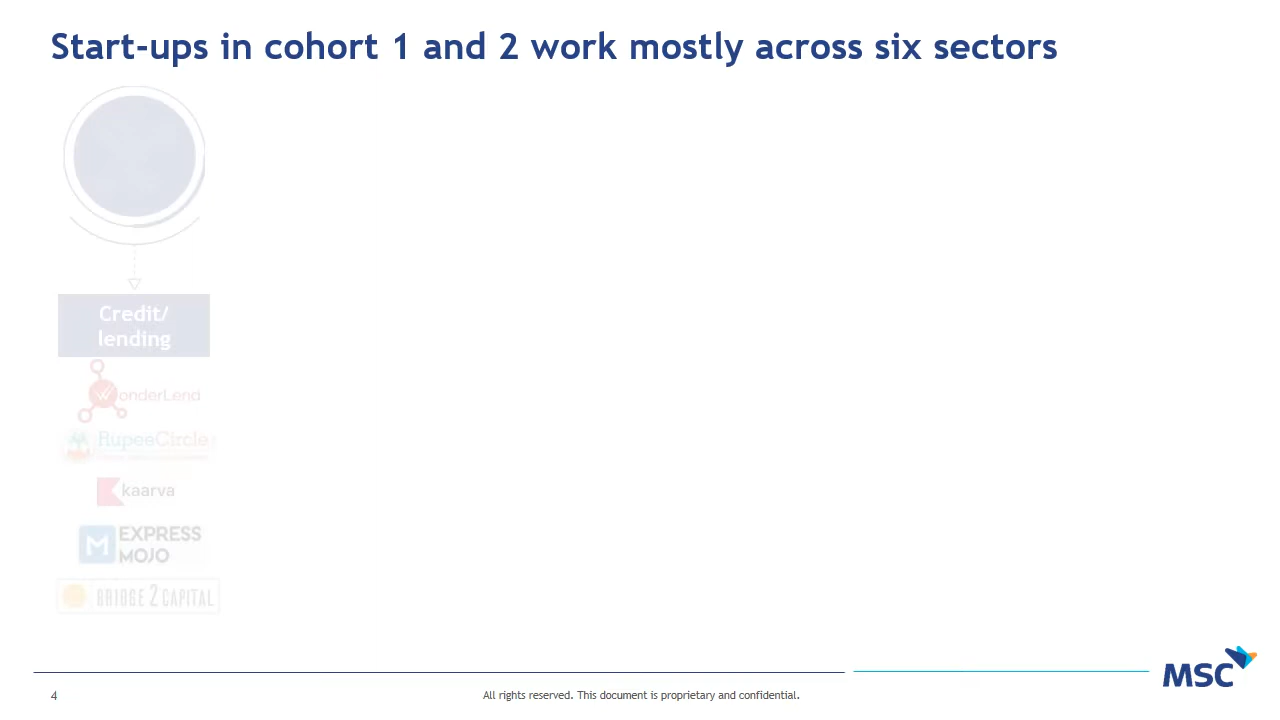 Start-ups in cohort 1 and 2 work mostly across six sectors
Credit/
lending
WonderLend
RupeeCircle
kaarva
EXPRESS
MOJO
BRIDGE 2 CAPITAL
MSC
4
All rights reserved. This document is proprietary and confidential.